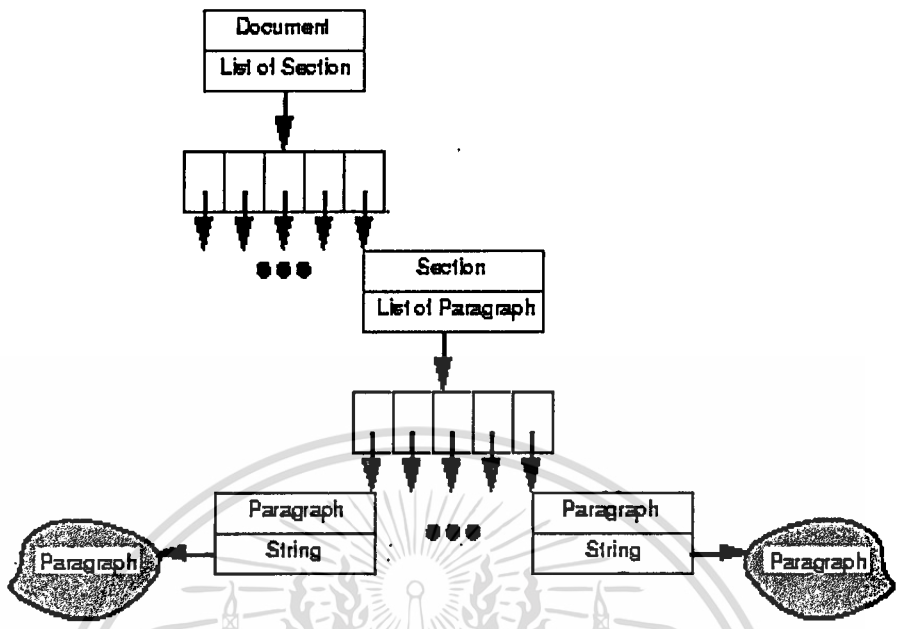 Document
List of Section
Section
List of Paragraph
Paragraph
String
Paragraph
String
Paragraph
Paragraph